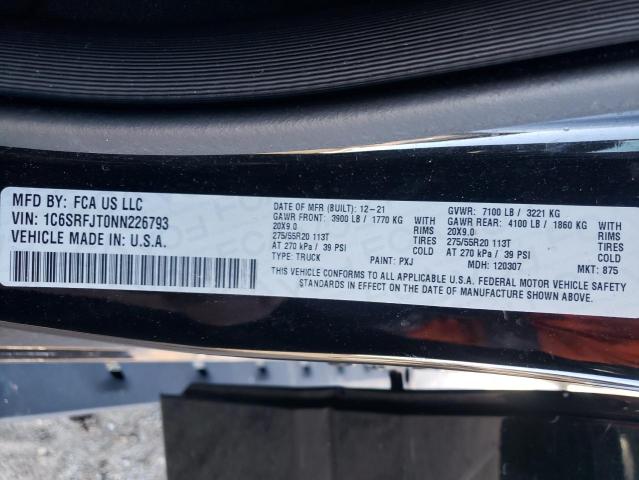 MFD BY: FCA US LLC
VIN: 1C6SRFJT0NN226793
VEHICLE MADE IN U.S.A.
DATE OF MFR (BUILT): 12-21 GVWR: 7100 LB / 3221 KG
GAWR FRONT: 3900 LB / 1770 KG WITH GAWR REAR: 4100 LB / 1860 KG WITH
20X9.0 RIMS 20X9.0 RIMS
275/55R20 113T TIRES 275/55R20 113T TIRES
AT 270 kPa / 39 PSI COLD AT 270 kPa / 39 PSI COLD
TYPE: TRUCK PAINT: PXJ MDH: 120307 MKT: 875
THIS VEHICLE CONFORMS TO ALL APPLICABLE U.S.A. FEDERAL MOTOR VEHICLE SAFETY
STANDARDS IN EFFECT ON THE DATE OF MANUFACTURE SHOWN ABOVE.